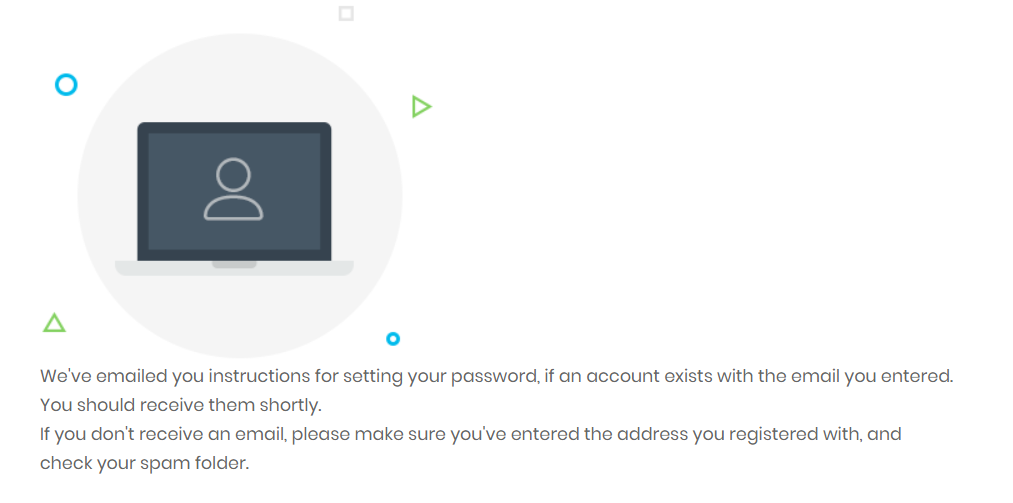 We've emailed you instructions for setting your password, if an account exists with the email you entered.
You should receive them shortly.
If you don't receive an email, please make sure you've entered the address you registered with, and
check your spam folder.